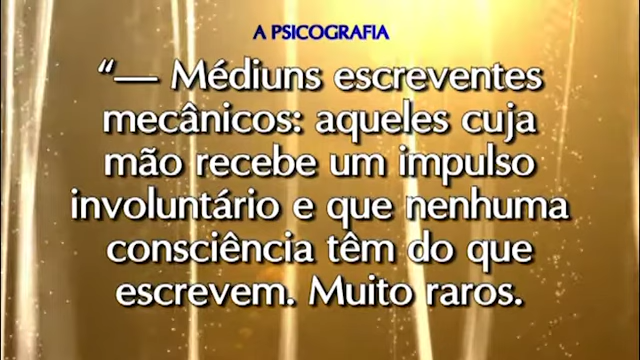 A PSICOGRAFIA
“— Médiuns escreventes
mecânicos: aqueles cuja
mão recebe um impulso
involuntário e que nenhuma
consciência têm do que
escrevem. Muito raros.